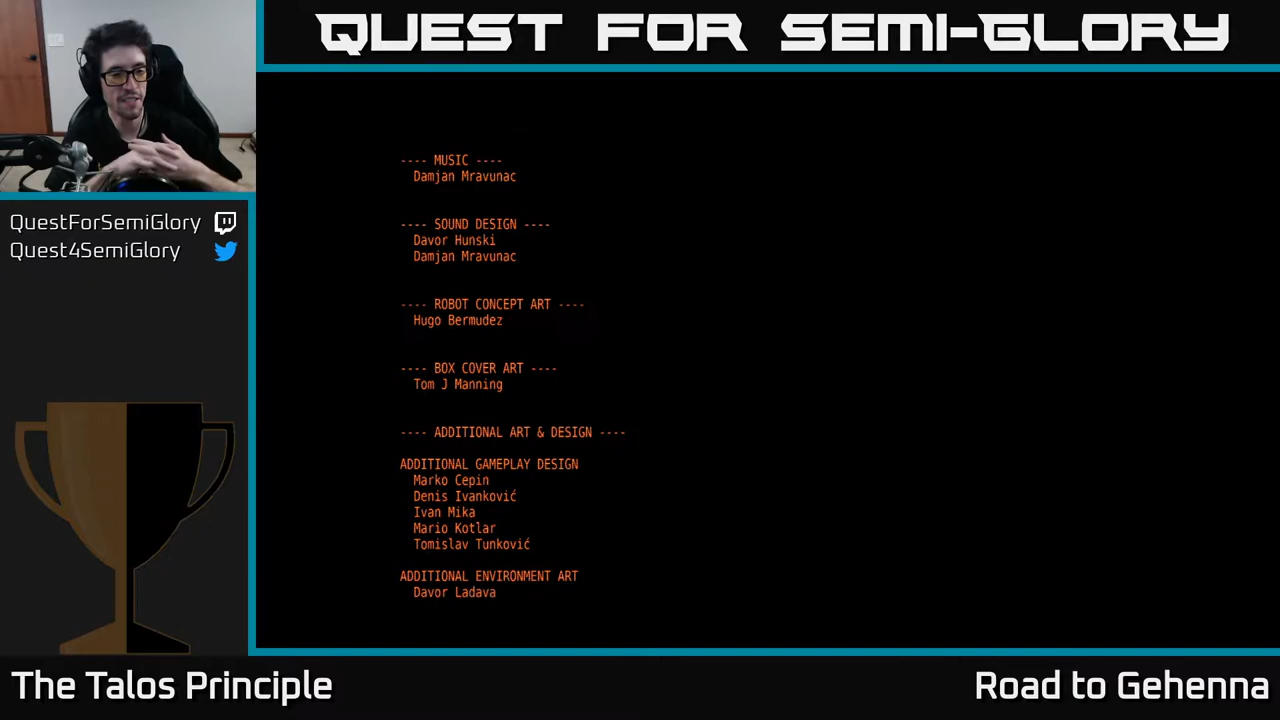 QUEST FOR SEMI-GLORY
QuestForSemiGlory
Quest4SemiGlory
---- MUSIC ----
Damjan Mravunac
---- SOUND DESIGN ----
Davor Hunski
Damjan Mravunac
---- ROBOT CONCEPT ART ----
Hugo Bermudez
---- BOX COVER ART ----
Tom J Manning
---- ADDITIONAL ART & DESIGN ----
ADDITIONAL GAMEPLAY DESIGN
Marko Cepin
Denis Ivanković
Ivan Mika
Mario Kotlar
Tomislav Tunković
ADDITIONAL ENVIRONMENT ART
Davor Ladava
The Talos Principle
Road to Gehenna